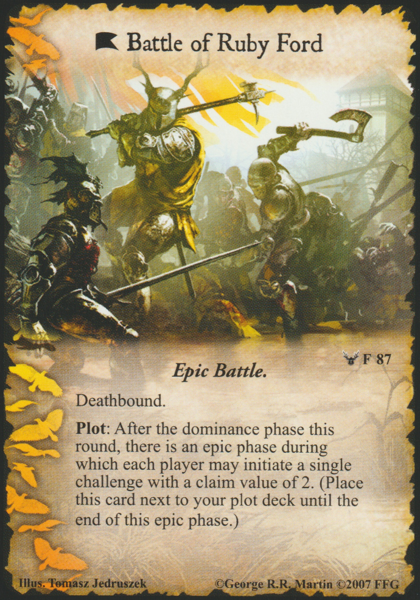 Battle of Ruby Ford
F 87
Epic Battle.
Deathbound.
Plot: After the dominance phase this
round, there is an epic phase during
which each player may initiate a single
challenge with a claim value of 2. (Place
this card next to your plot deck until the
end of this epic phase.)
Illus. Tomasz Jedruszek ©George R.R. Martin ©2007 FFG